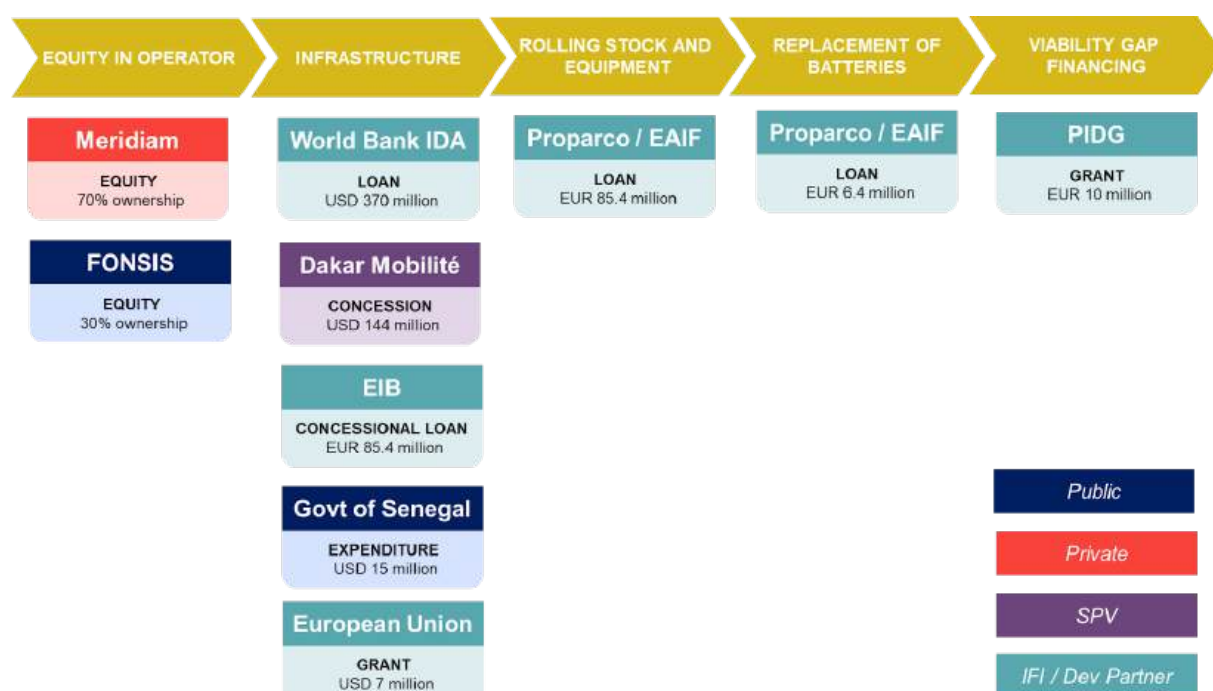 EQUITY IN OPERATOR
INFRASTRUCTURE
ROLLING STOCK AND
EQUIPMENT
REPLACEMENT OF
BATTERIES
VIABILITY GAP
FINANCING
Meridiam
EQUITY
70% ownership
FONSIS
EQUITY
30% ownership
World Bank IDA
LOAN
USD 370 million
Dakar Mobilité
CONCESSION
USD 144 million
EIB
CONCESSIONAL LOAN
EUR 85.4 million
Govt of Senegal
EXPENDITURE
USD 15 million
European Union
GRANT
USD 7 million
Proparco / EAIF
LOAN
EUR 85.4 million
Proparco / EAIF
LOAN
EUR 6.4 million
PIDG
GRANT
EUR 10 million
Public
Private
SPV
IFI / Dev Partner